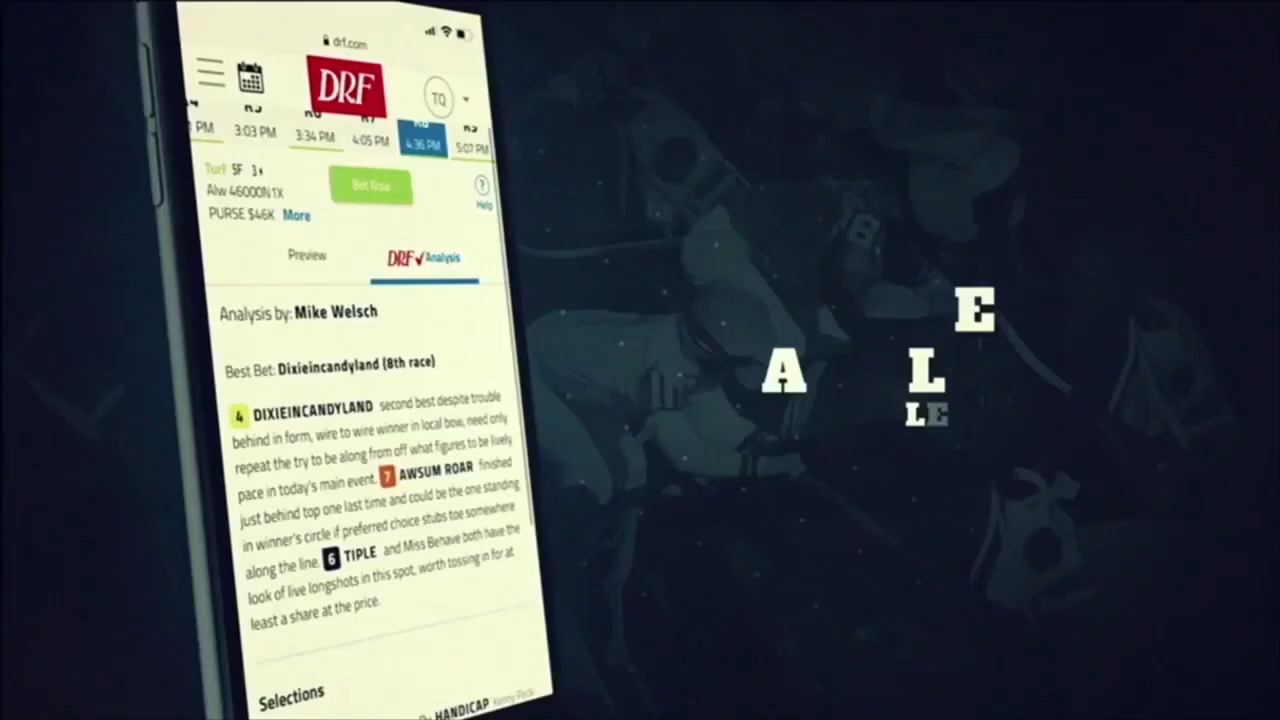 drf.com
DRF
TQ
PM
3:03 PM
3:34 PM
4:05 PM
4:36 PM
5:07 PM
Turf 5F 3+
Bet Now
?
Alw 46000N1X
Help
PURSE $46K More
Preview
DRF Analysis
Analysis by: Mike Welsch
Best Bet: Dixieincandyland (8th race)
4 DIXIEINCANDYLAND second best despite trouble
behind in form, wire to wire winner in local bow, need only
repeat the try to be along from off what figures to be lively
pace in today's main event. 7 AWSUM ROAR finished
just behind top one last time and could be the one standing
in winner's circle if preferred choice stubs toe somewhere
along the line. 6 TIPLE and Miss Behave both have the
look of live longshots in this spot, worth tossing in for at
least a share at the price.
Selections
HANDICAP Kenny Peck
E
A L
LE